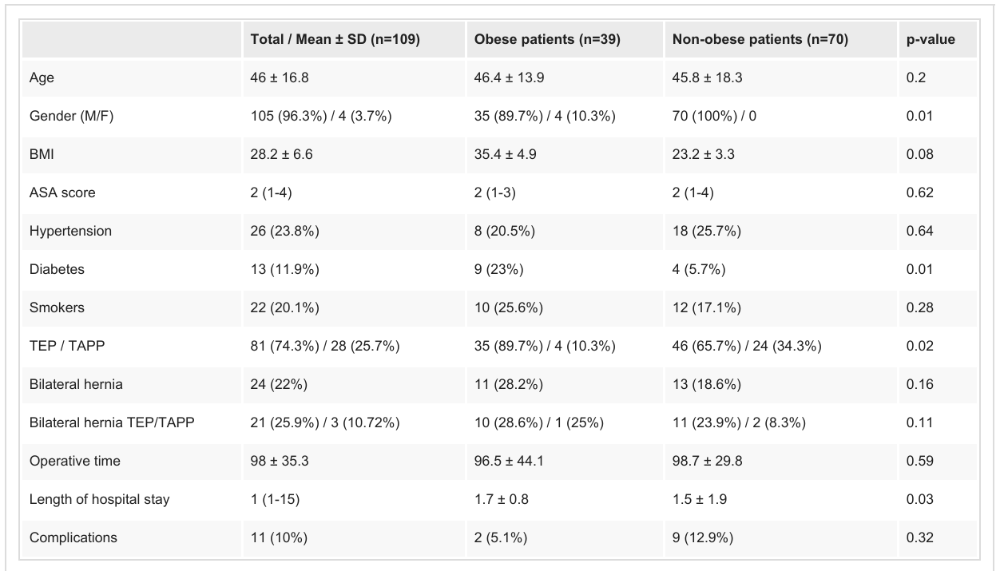 Total / Mean ± SD (n=109) Obese patients (n=39) Non-obese patients (n=70) p-value
Age 46 ± 16.8 46.4 ± 13.9 45.8 ± 18.3 0.2
Gender (M/F) 105 (96.3%) / 4 (3.7%) 35 (89.7%) / 4 (10.3%) 70 (100%) / 0 0.01
BMI 28.2 ± 6.6 35.4 ± 4.9 23.2 ± 3.3 0.08
ASA score 2 (1-4) 2 (1-3) 2 (1-4) 0.62
Hypertension 26 (23.8%) 8 (20.5%) 18 (25.7%) 0.64
Diabetes 13 (11.9%) 9 (23%) 4 (5.7%) 0.01
Smokers 22 (20.1%) 10 (25.6%) 12 (17.1%) 0.28
TEP / TAPP 81 (74.3%) / 28 (25.7%) 35 (89.7%) / 4 (10.3%) 46 (65.7%) / 24 (34.3%) 0.02
Bilateral hernia 24 (22%) 11 (28.2%) 13 (18.6%) 0.16
Bilateral hernia TEP/TAPP 21 (25.9%) / 3 (10.72%) 10 (28.6%) / 1 (25%) 11 (23.9%) / 2 (8.3%) 0.11
Operative time 98 ± 35.3 96.5 ± 44.1 98.7 ± 29.8 0.59
Length of hospital stay 1 (1-15) 1.7 ± 0.8 1.5 ± 1.9 0.03
Complications 11 (10%) 2 (5.1%) 9 (12.9%) 0.32